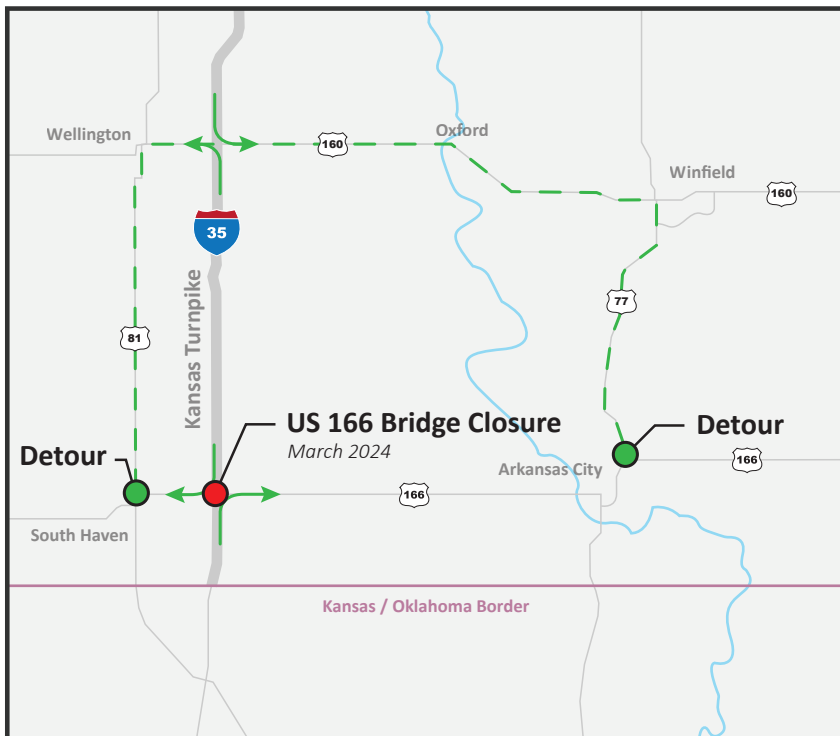 Wellington
Oxford
160
Winfield
160
35
Kansas Turnpike
77
81
US 166 Bridge Closure
March 2024
Detour
Detour
Arkansas City
166
166
South Haven
Kansas / Oklahoma Border